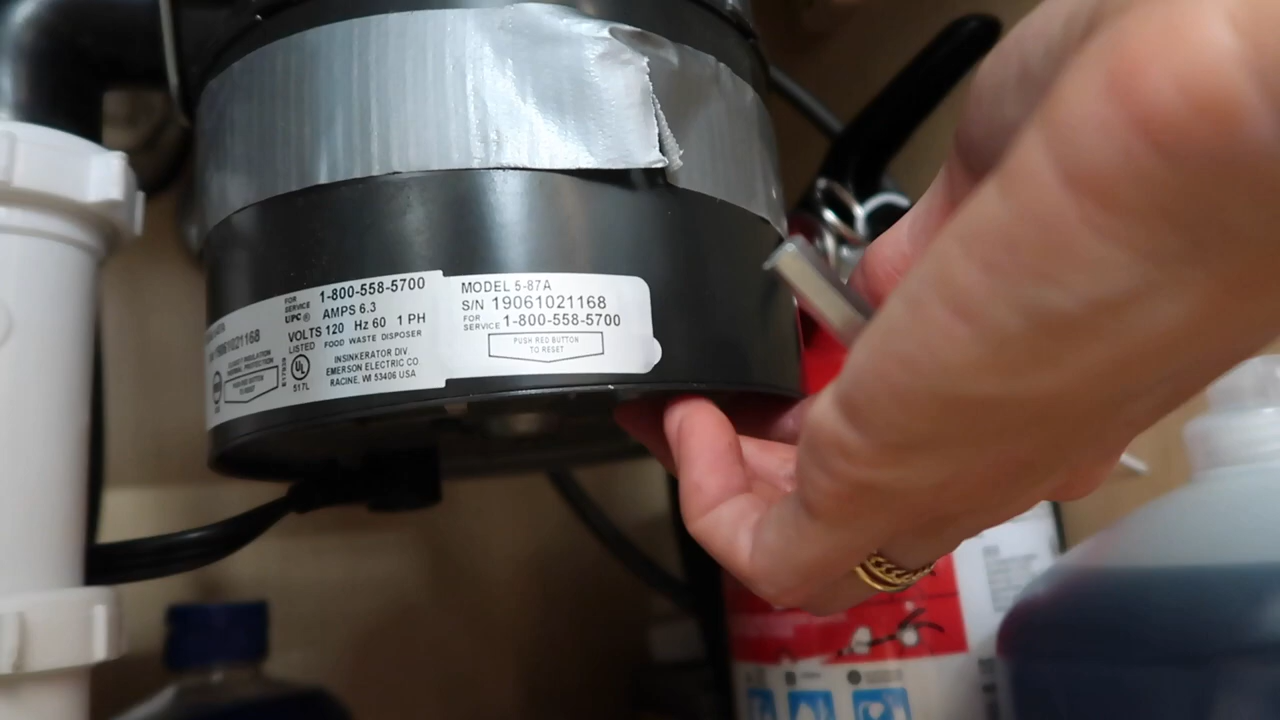 19061021168
FOR
SERVICE 1-800-558-5700
UPC ® AMPS 6.3
VOLTS 120 Hz 60 1 PH
LISTED FOOD WASTE DISPOSER
UL
517L
INSINKERATOR DIV
EMERSON ELECTRIC CO.
RACINE, WI 53406 USA
MODEL 5-87A
S/N 19061021168
FOR
SERVICE 1-800-558-5700
PUSH RED BUTTON
TO RESET